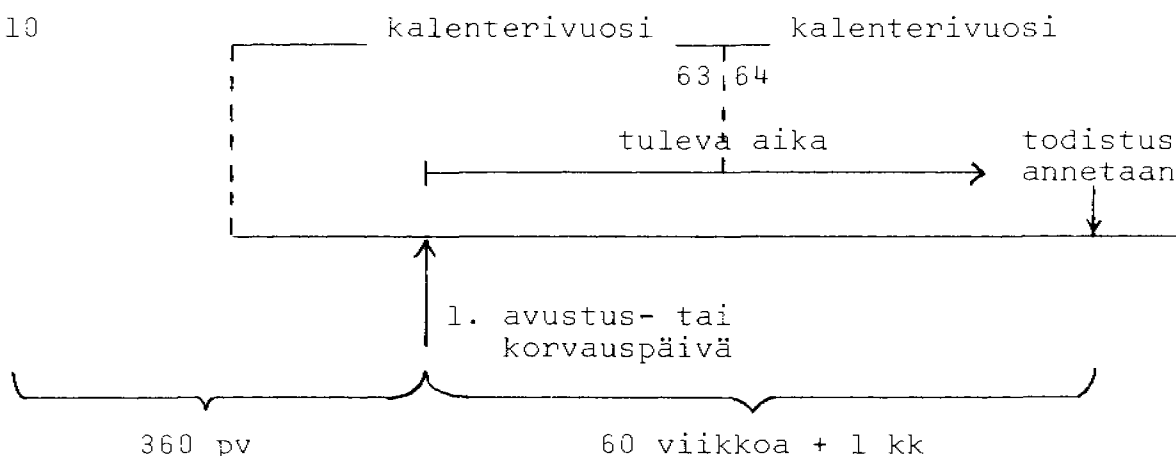 10
kalenterivuosi kalenterivuosi
63 64
tuleva aika
todistus
annetaan
1. avustus- tai
korvauspäivä
360 pv 60 viikkoa + 1 kk